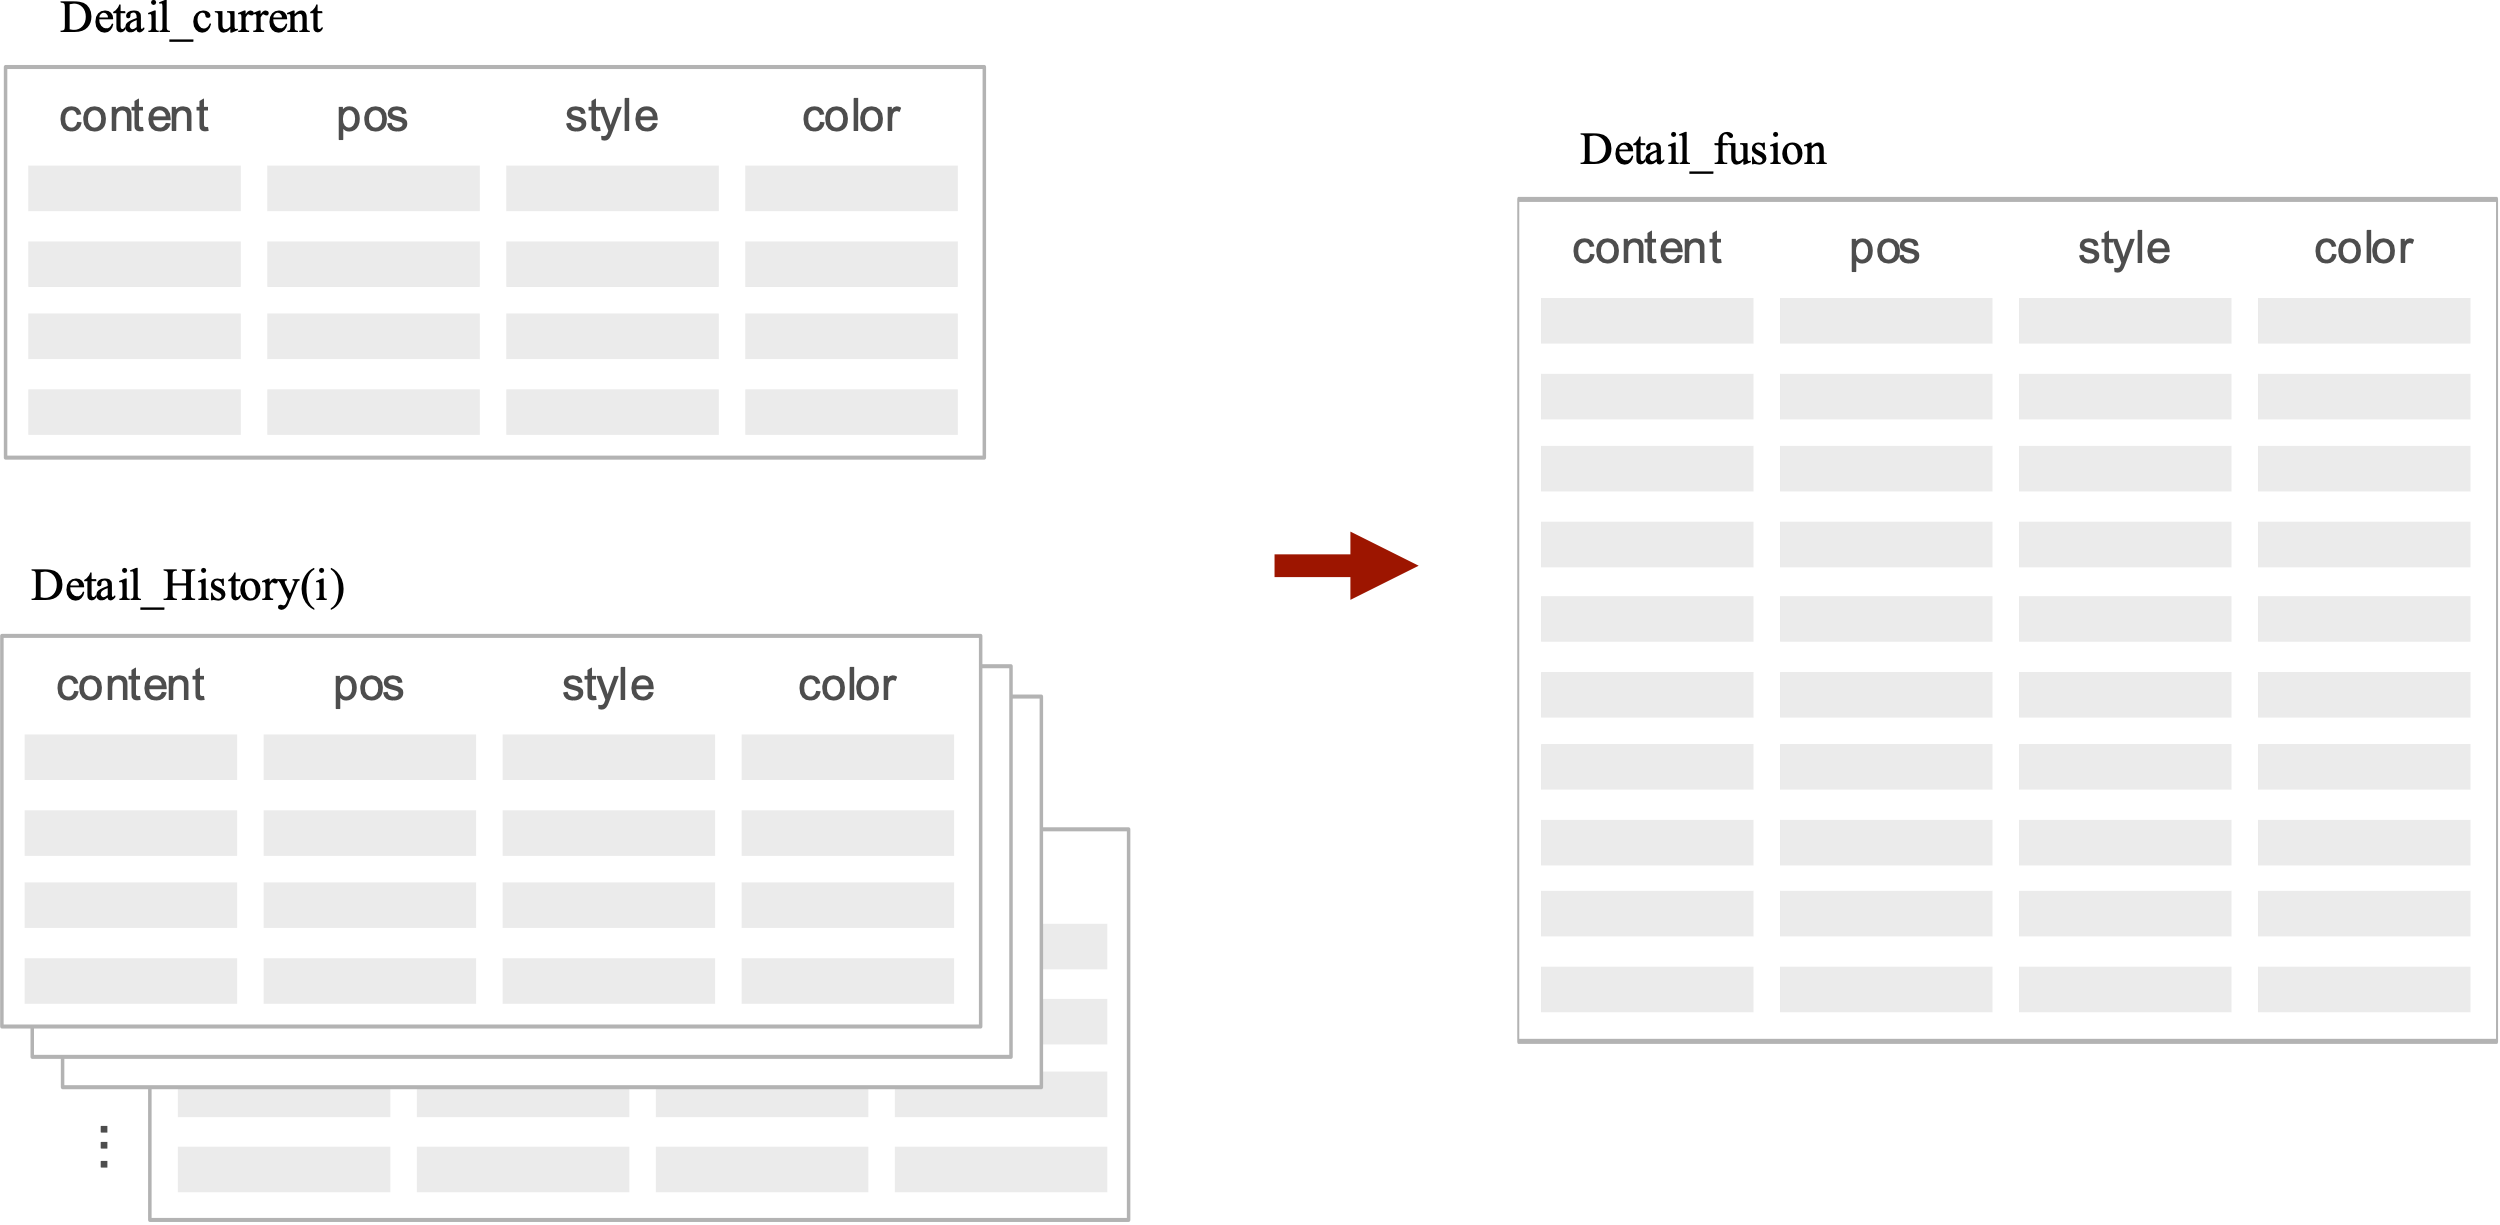 Detail_current
content pos style color
Detail_History(i)
content pos style color
Detail_fusion
content pos style color